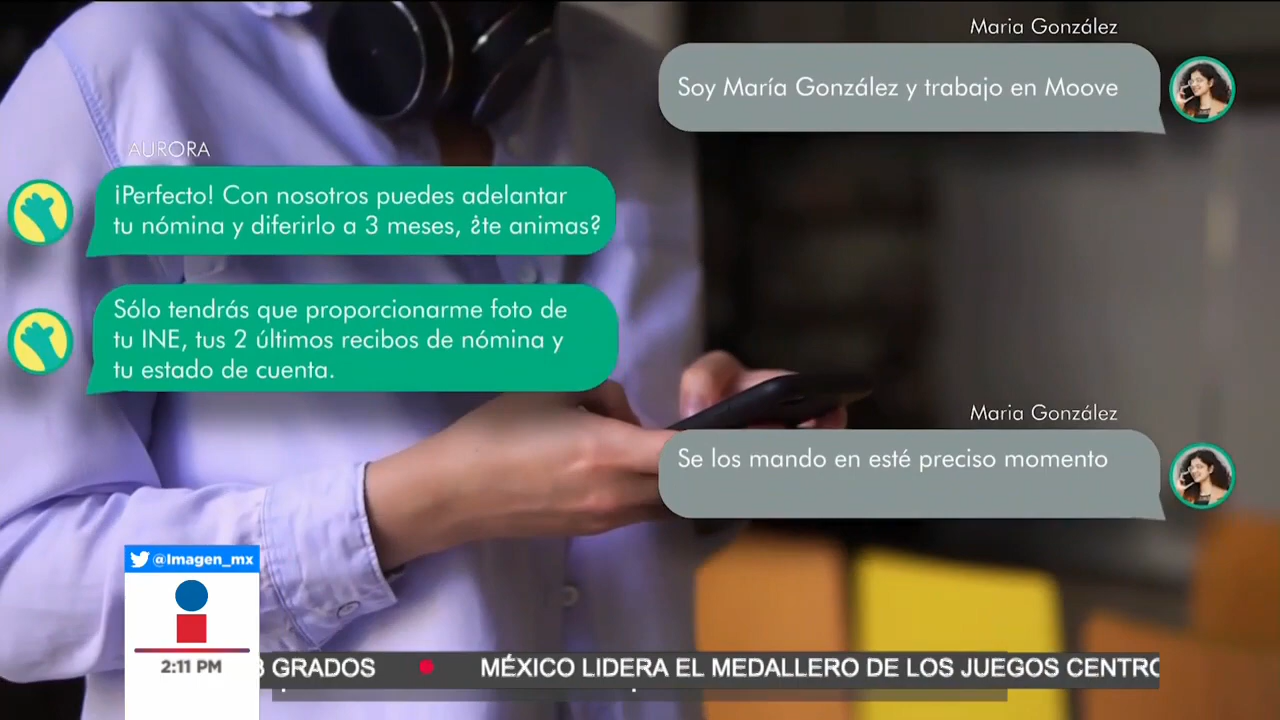 Maria González
Soy María González y trabajo en Moove
AURORA
¡Perfecto! Con nosotros puedes adelantar
tu nómina y diferirlo a 3 meses, ¿te animas?
Sólo tendrás que proporcionarme foto de
tu INE, tus 2 últimos recibos de nómina y
tu estado de cuenta.
Maria González
Se los mando en esté preciso momento
@Imagen_mx
2:11 PM
GRADOS
MÉXICO LIDERA EL MEDALLERO DE LOS JUEGOS